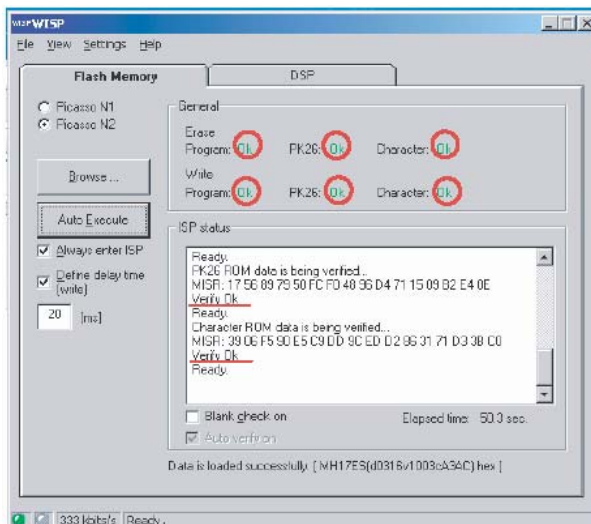 WISP WISP
File View Settings Help
Flash Memory DSP
Picasso N1
Picasso N2
Browse ...
Auto Execute
Always enter ISP
Define delay time
(write)
20 [ms]
General
Erase
Program: Ok PK26: Ok Character: Ok
Write
Program: Ok PK26: Ok Character: Ok
ISP status
Ready.
PK26 ROM data is being verified...
MISR: 17 56 89 79 50 FC F0 48 96 D4 71 15 09 B2 E4 0E
Verify Ok
Ready.
Character ROM data is being verified...
MISR: 39 06 F5 90 E5 C9 DD 9C ED D2 86 31 71 D3 3B C0
Verify Ok
Ready.
Blank check on Elapsed time: 50.3 sec.
Auto verify on
Data is loaded successfully. [ MH17ES(d0316v1003cA3AC).hex ]
333 kbits/s Ready.